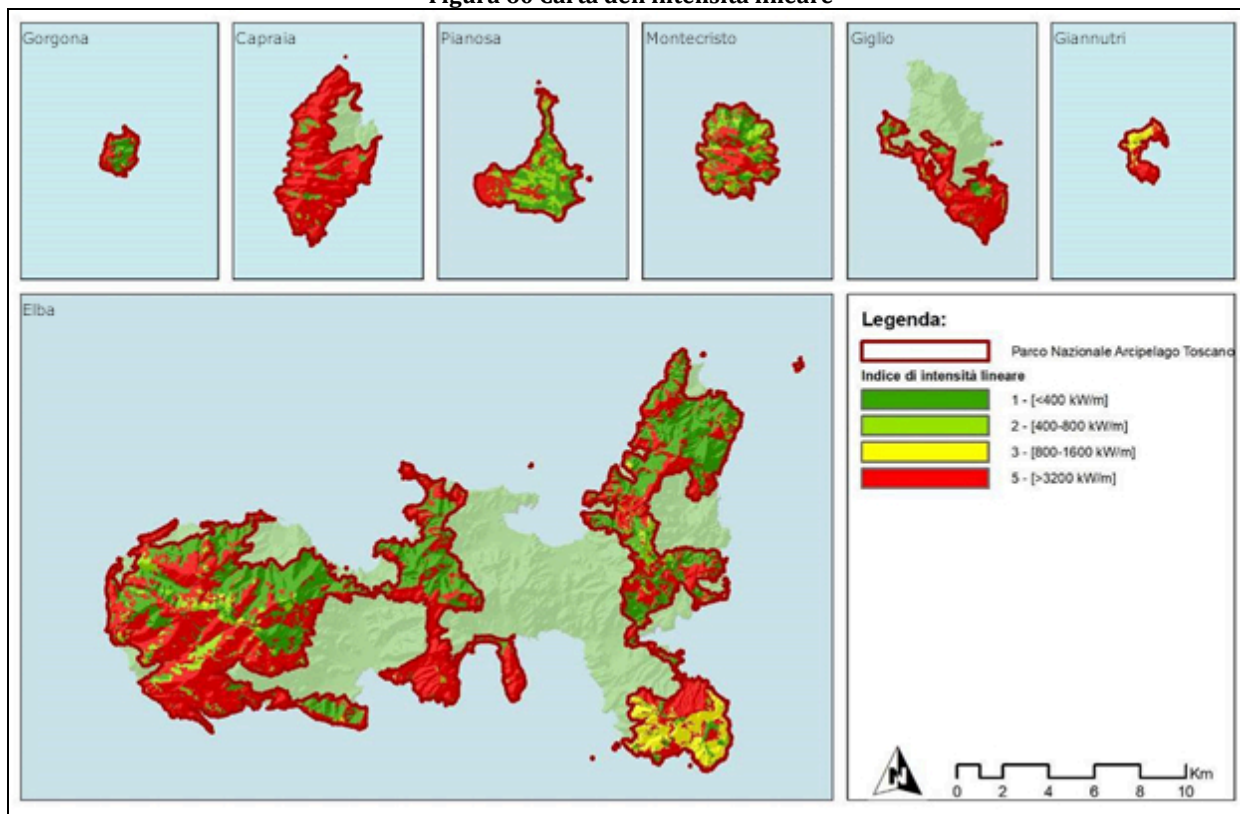 Figura 80 Carta dell'intensità lineare
Gorgona
Capraia
Pianosa
Montecristo
Giglio
Giannutri
Elba
Legenda:
Parco Nazionale Arcipelago Toscano
Indice di intensità lineare
1 - [<400 kW/m]
2 - [400-800 kW/m]
3 - [800-1600 kW/m]
5 - [>3200 kW/m]
N
Km
0 2 4 6 8 10